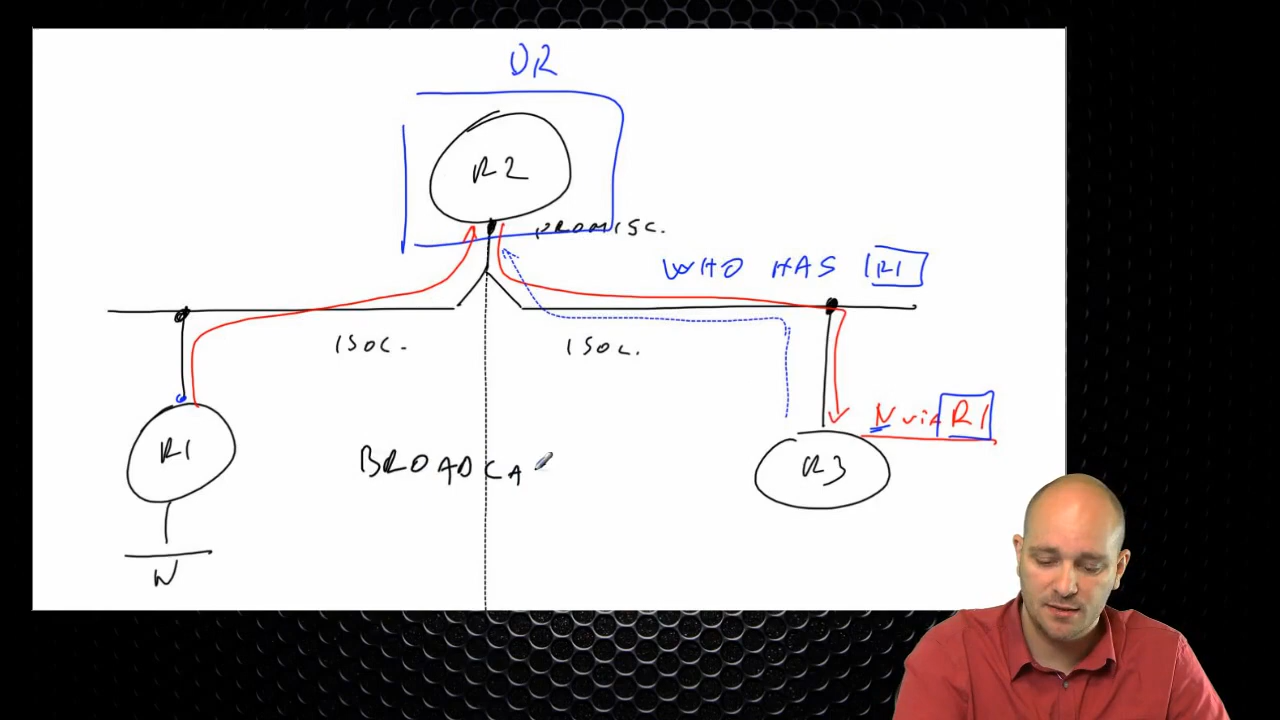 DR
R2
PROMISC.
WHO HAS R1
ISOL.
ISOL.
N via R1
R1
BROADCA
R3
N